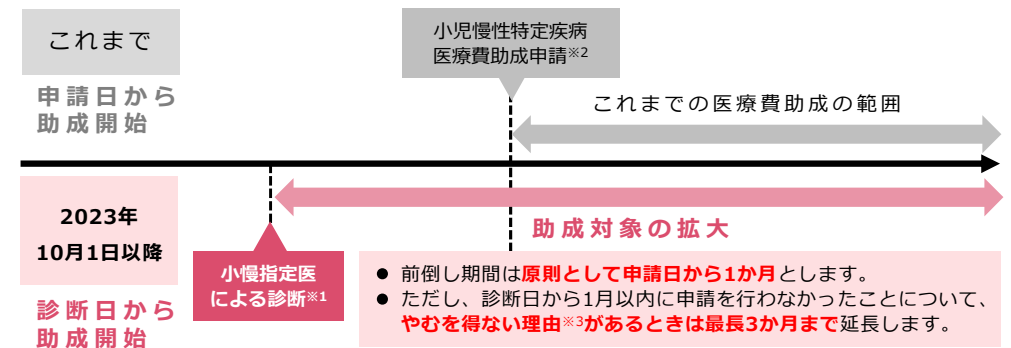 これまで
申請日から
助成開始
小児慢性特定疾病
医療費助成申請※2
これまでの医療費助成の範囲
2023年
10月1日以降
診断日から
助成開始
小慢指定医
による診断※1
助成対象の拡大
● 前倒し期間は原則として申請日から1か月とします。
● ただし、診断日から1月以内に申請を行わなかったことについて、
やむを得ない理由※3があるときは最長3か月まで延長します。